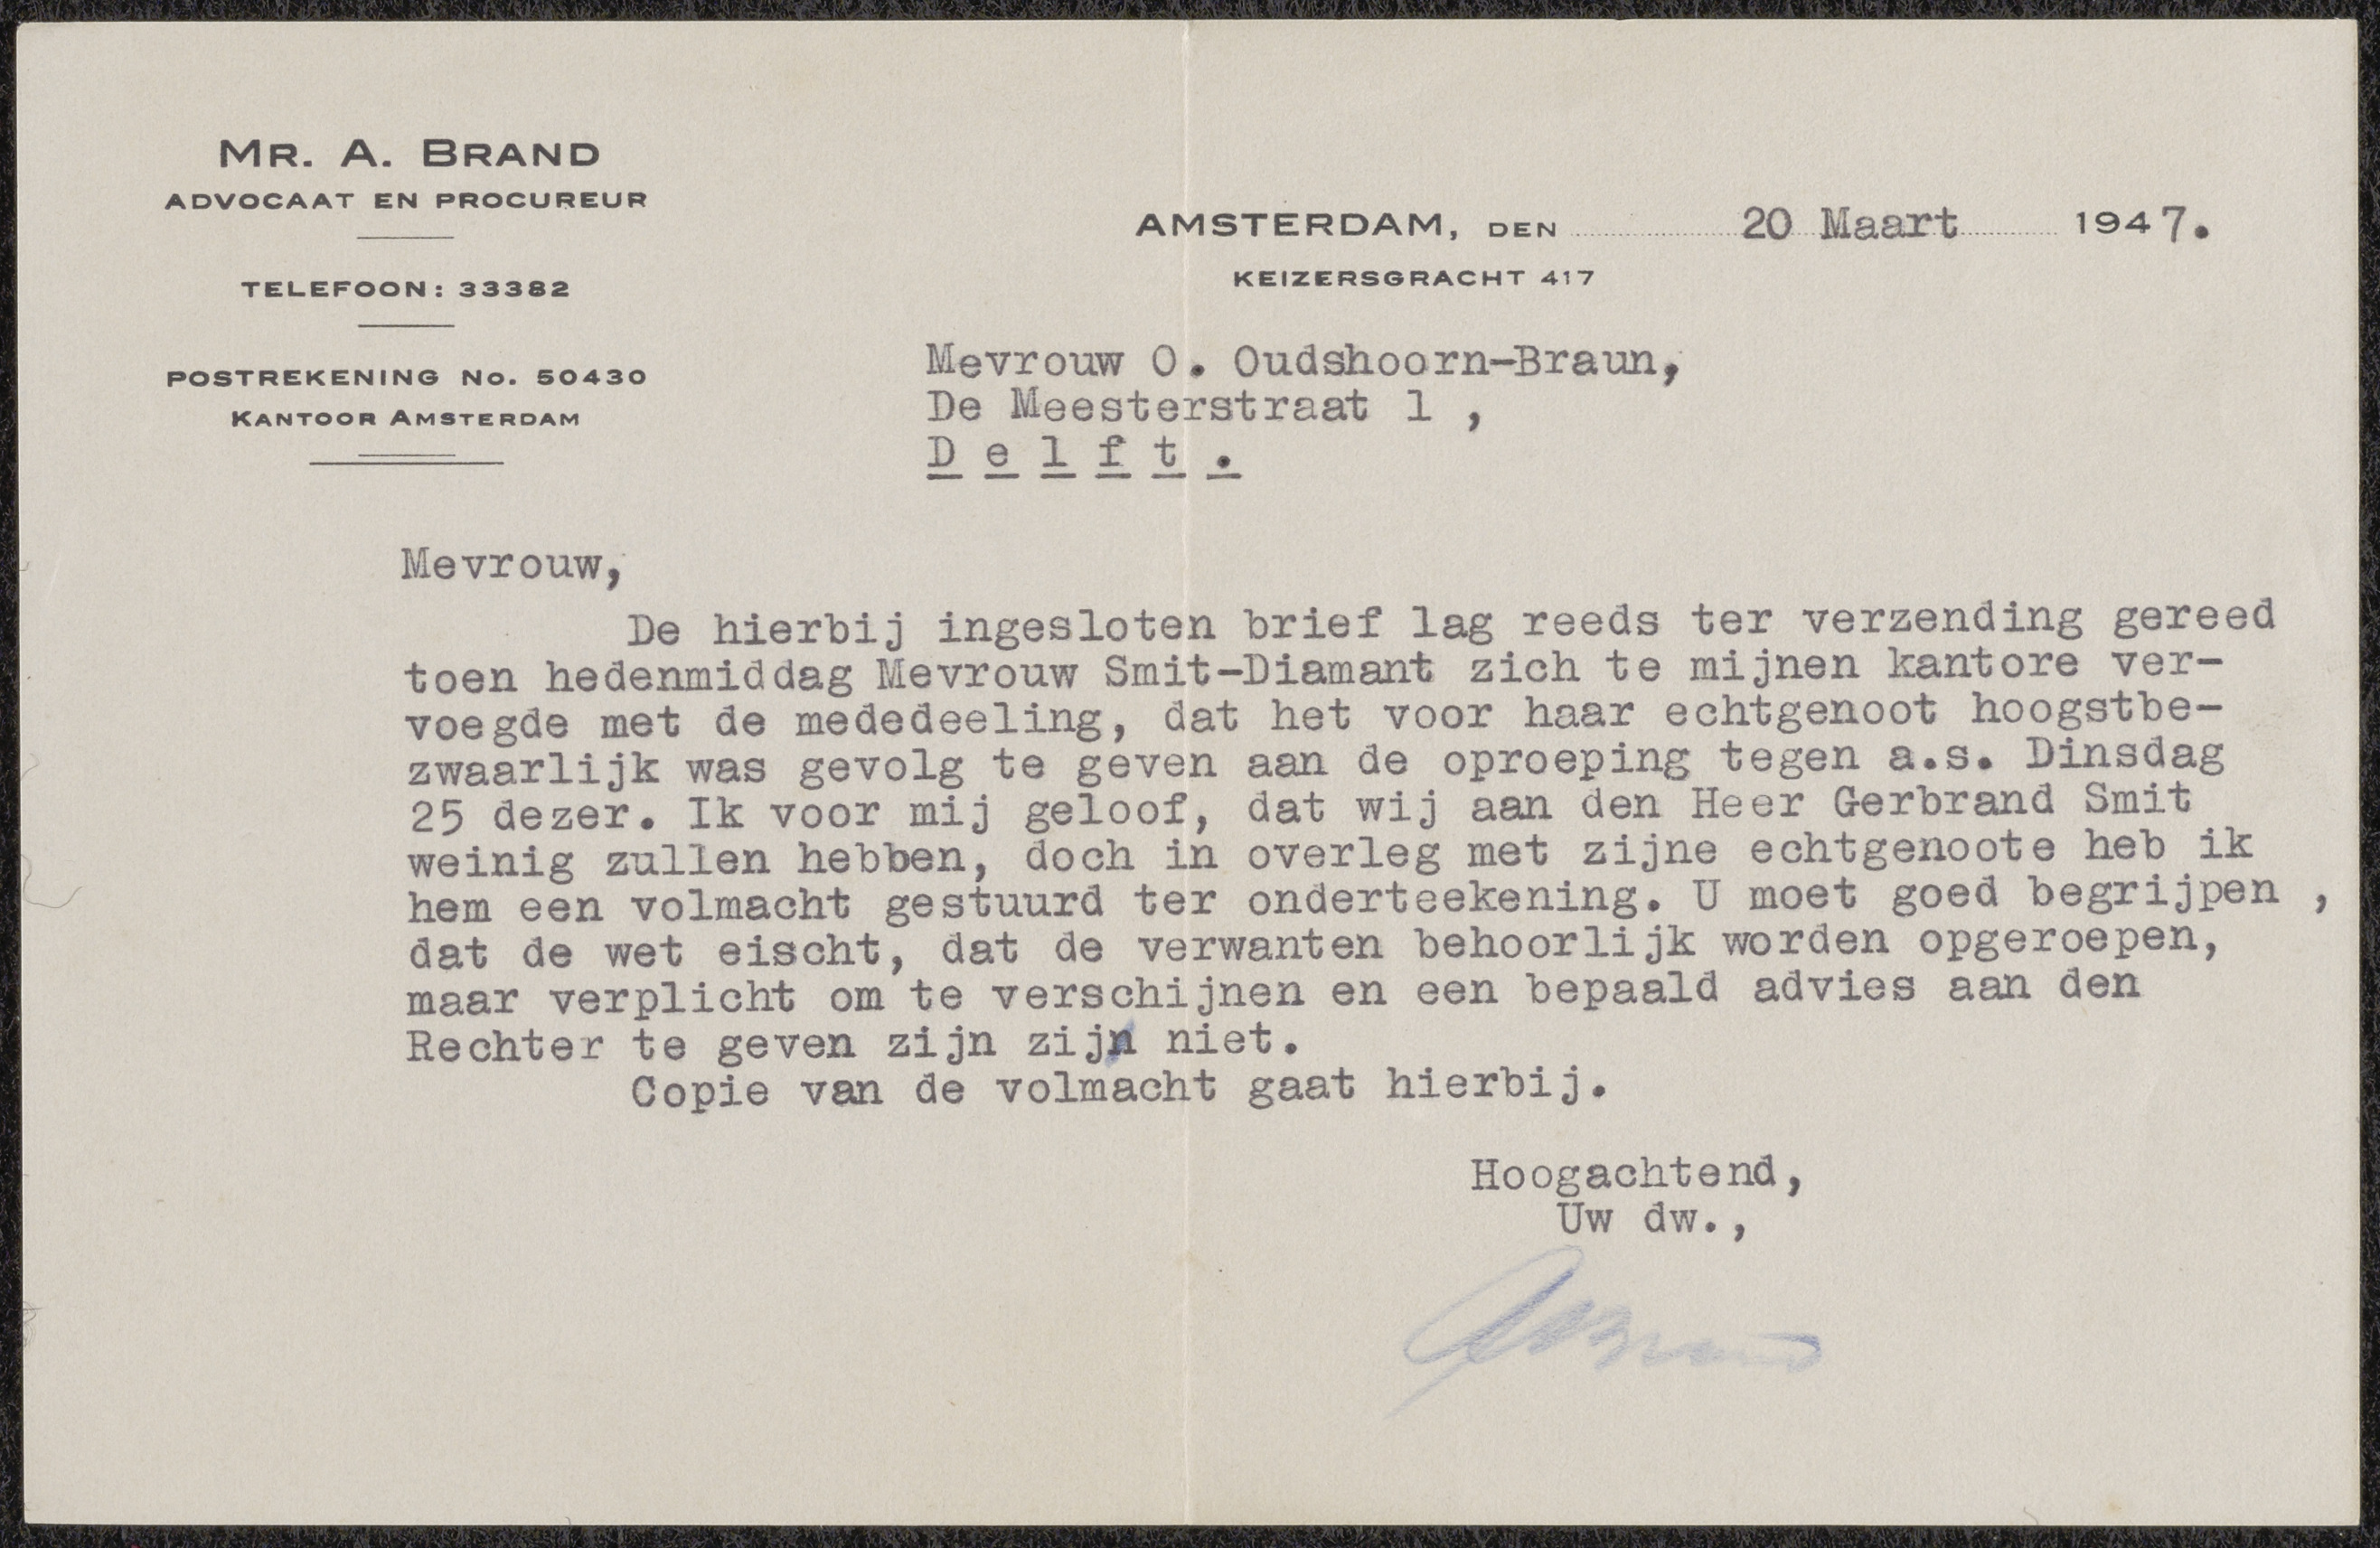 MR. A. BRAND
ADVOCAAT EN PROCUREUR
TELEFOON: 33382
POSTREKENING No. 50430
KANTOOR AMSTERDAM
AMSTERDAM, DEN 20 Maart 1947.
KEIZERSGRACHT 417
Mevrouw O. Oudshoorn-Braun,
De Meesterstraat 1 ,
D e l f t .
Mevrouw,
De hierbij ingesloten brief lag reeds ter verzending gereed
toen hedenmiddag Mevrouw Smit-Diamant zich te mijnen kantore ver-
voegde met de mededeeling, dat het voor haar echtgenoot hoogstbe-
zwaarlijk was gevolg te geven aan de oproeping tegen a.s. Dinsdag
25 dezer. Ik voor mij geloof, dat wij aan den Heer Gerbrand Smit
weinig zullen hebben, doch in overleg met zijne echtgenoote heb ik
hem een volmacht gestuurd ter onderteekening. U moet goed begrijpen ,
dat de wet eischt, dat de verwanten behoorlijk worden opgeroepen,
maar verplicht om te verschijnen en een bepaald advies aan den
Rechter te geven zijn zijn niet.
Copie van de volmacht gaat hierbij.
Hoogachtend,
Uw dw.,
ABrand